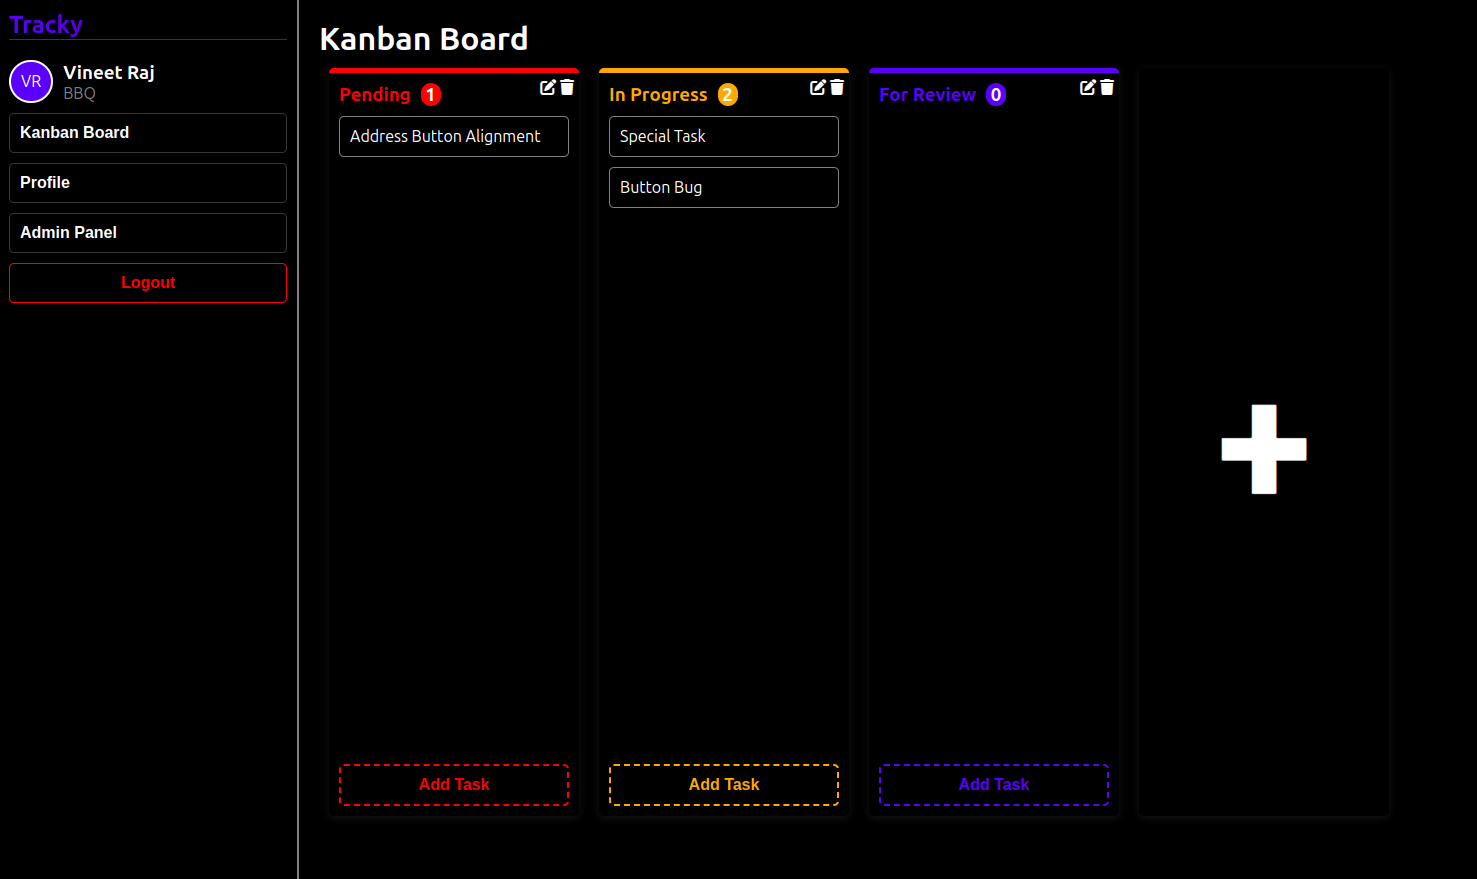 Tracky
VR
Vineet Raj
BBQ
Kanban Board
Profile
Admin Panel
Logout
Kanban Board
Pending 1
Address Button Alignment
Add Task
In Progress 2
Special Task
Button Bug
Add Task
For Review 0
Add Task